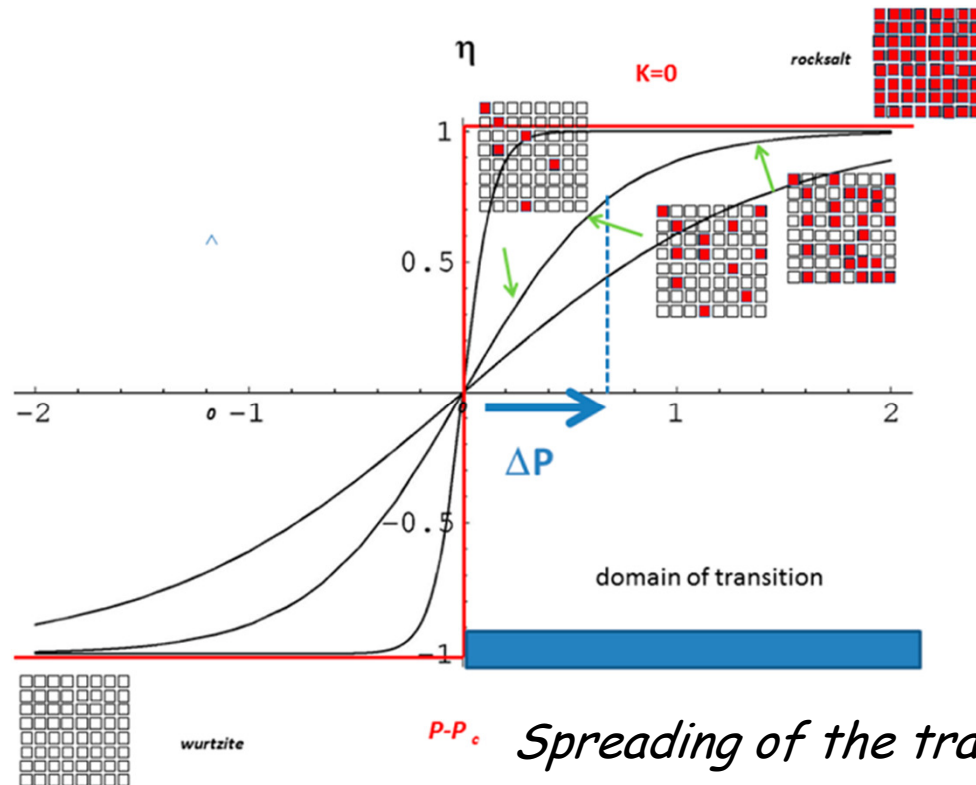 η
K=0
rocksalt
1
0.5
-2
o
-1
0
1
2
ΔP
-0.5
domain of transition
-1
P-P c
wurtzite
Spreading of the tra